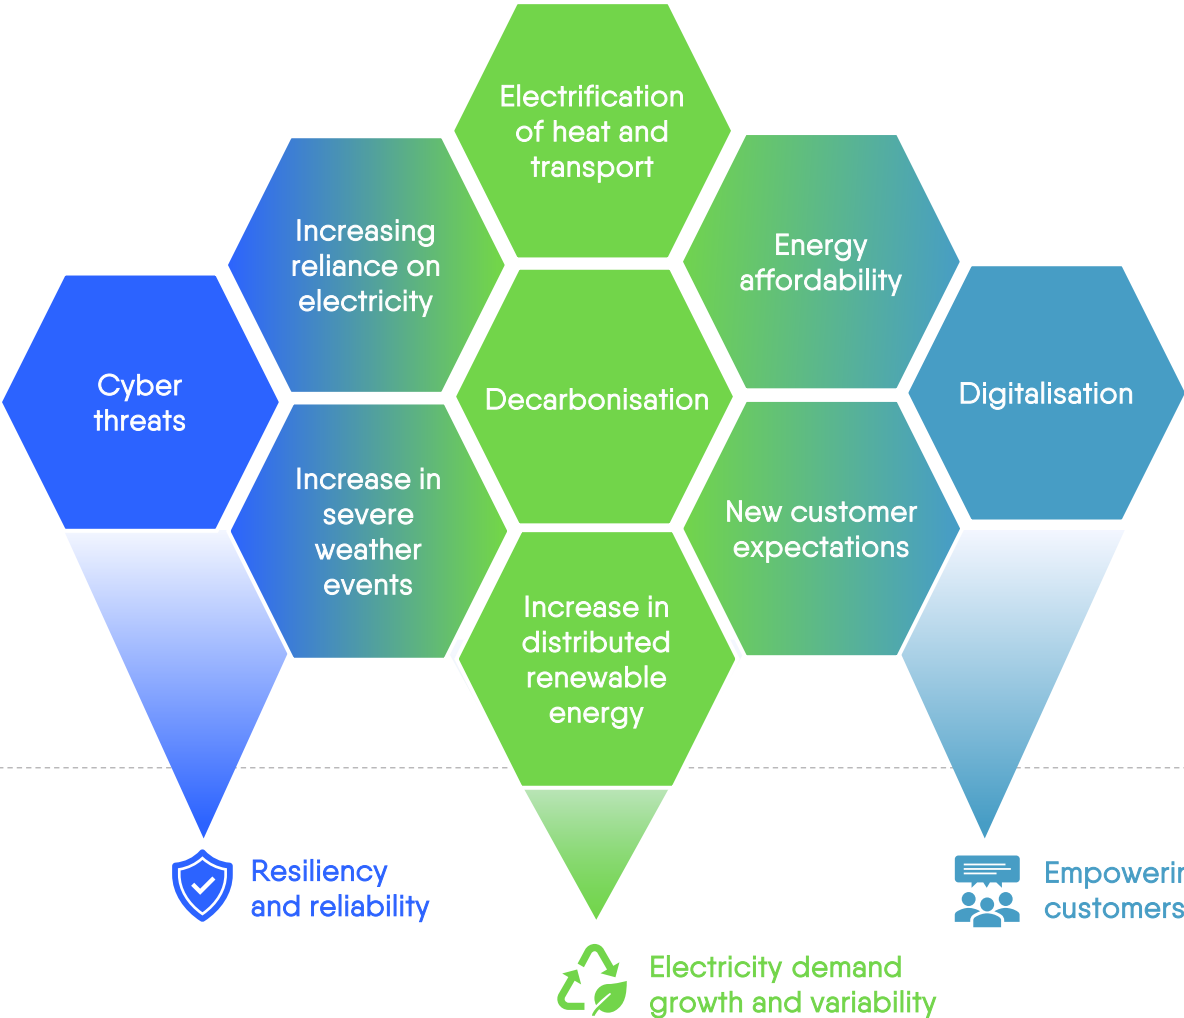 Electrification
of heat and
transport
Increasing
reliance on
electricity
Energy
affordability
Cyber
threats
Decarbonisation
Digitalisation
Increase in
severe
weather
events
New customer
expectations
Increase in
distributed
renewable
energy
Resiliency
and reliability
customers
Electricity demand
growth and variability